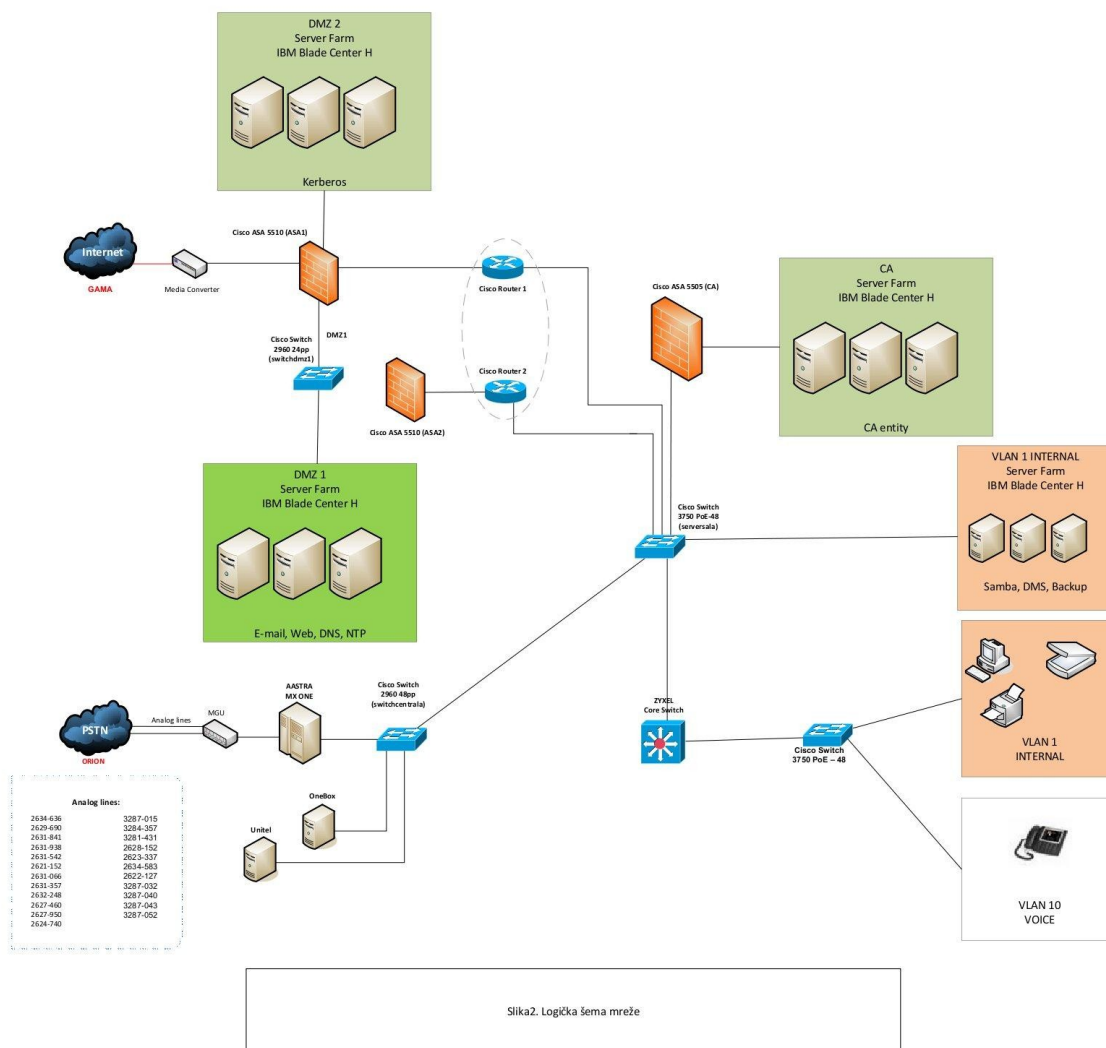 DMZ 2
Server Farm
IBM Blade Center H
Kerberos
Cisco ASA 5510 (ASA1)
Internet
GAMA
Media Converter
Cisco Router 1
DMZ1
Cisco Switch
2960 24pp
(switchdmz1)
Cisco Router 2
Cisco ASA 5510 (ASA2)
Cisco ASA 5505 (CA)
CA
Server Farm
IBM Blade Center H
CA entity
DMZ 1
Server Farm
IBM Blade Center H
E-mail, Web, DNS, NTP
Cisco Switch
3750 PoE-48
(serversala)
VLAN 1 INTERNAL
Server Farm
IBM Blade Center H
Samba, DMS, Backup
AASTRA
MX ONE
Cisco Switch
2960 48pp
(switchcentrala)
PSTN
ORION
Analog lines
MGU
ZYXEL
Core Switch
Cisco Switch
3750 PoE – 48
VLAN 1
INTERNAL
OneBox
Unitel
Analog lines:
2634-636 3287-015
2629-690 3284-357
2631-841 3281-431
2631-938 2628-152
2631-542 2623-337
2621-152 2634-583
2631-066 2622-127
2631-357 3287-032
2632-248 3287-040
2627-460 3287-043
2627-950 3287-052
2624-740
VLAN 10
VOICE
Slika2. Logička šema mreže